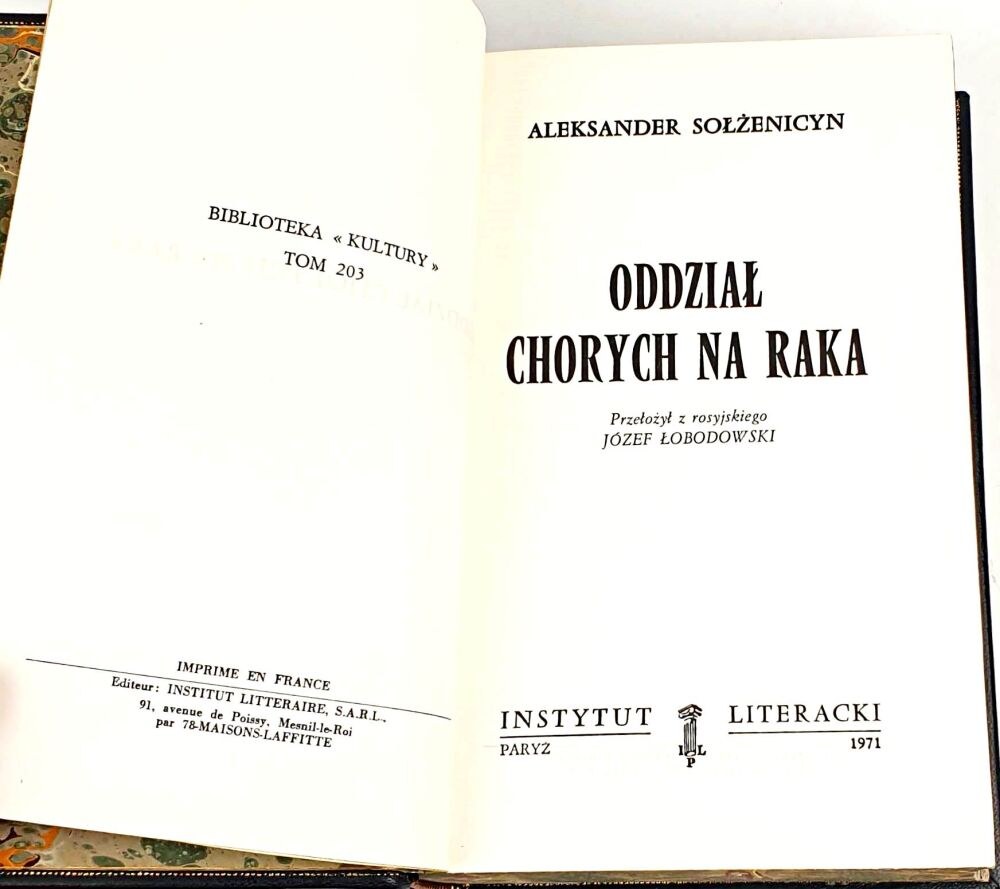 BIBLIOTEKA « KULTURY »
TOM 203
IMPRIME EN FRANCE
Editeur: INSTITUT LITTERAIRE, S.A.R.L.,
91, avenue de Poissy, Mesnil-le-Roi
par 78-MAISONS-LAFFITTE
ALEKSANDER SOŁŻENICYN
ODDZIAŁ
CHORYCH NA RAKA
Przełożył z rosyjskiego
JÓZEF ŁOBODOWSKI
INSTYTUT LITERACKI
PARYŻ 1971
I L
P